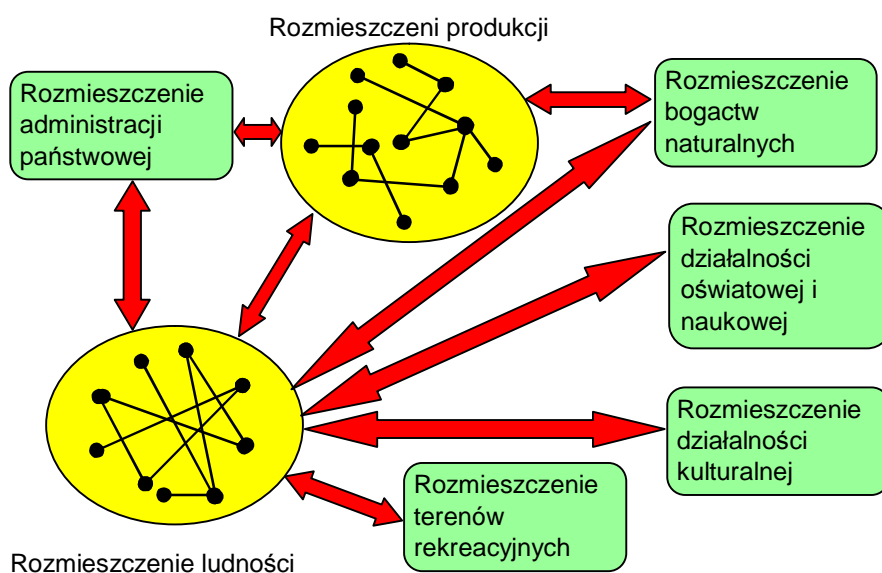 Rozmieszczeni produkcji
Rozmieszczenie
administracji
państwowej
Rozmieszczenie
bogactw
naturalnych
Rozmieszczenie
działalności
oświatowej i
naukowej
Rozmieszczenie
działalności
kulturalnej
Rozmieszczenie
terenów
rekreacyjnych
Rozmieszczenie ludności